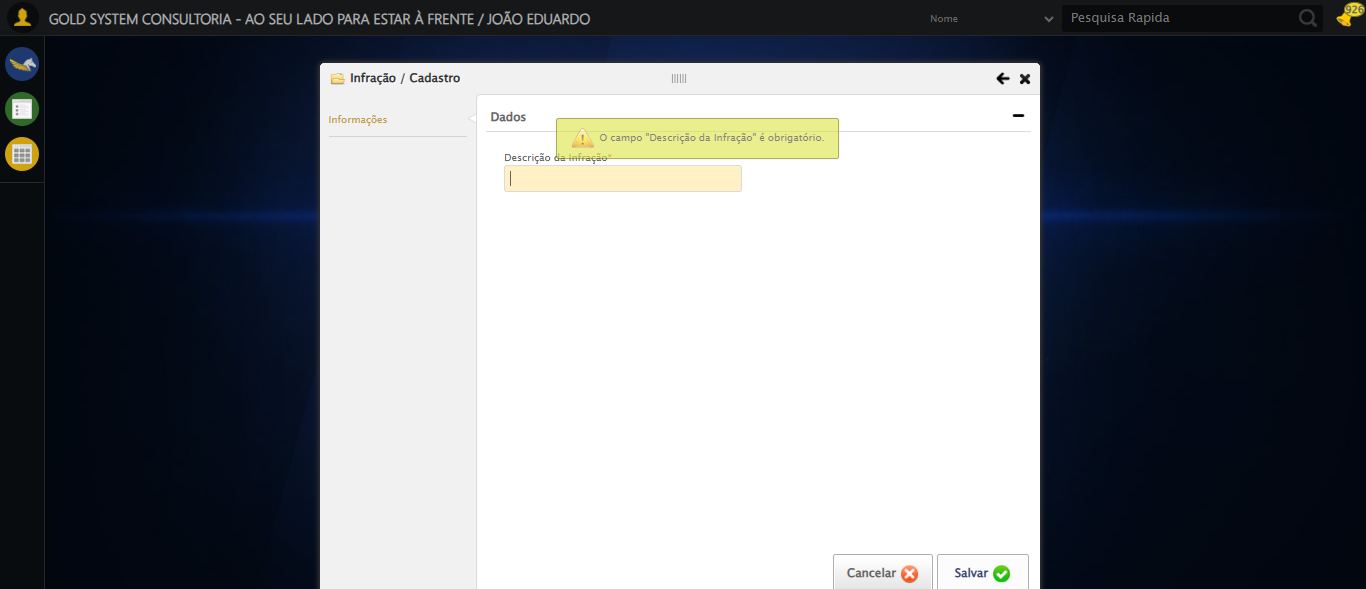 GOLD SYSTEM CONSULTORIA - AO SEU LADO PARA ESTAR À FRENTE / JOÃO EDUARDO
Nome
Pesquisa Rapida
926
Infração / Cadastro
Informações
Dados
O campo "Descrição da Infração" é obrigatório.
Descrição da Infração*
Cancelar
Salvar